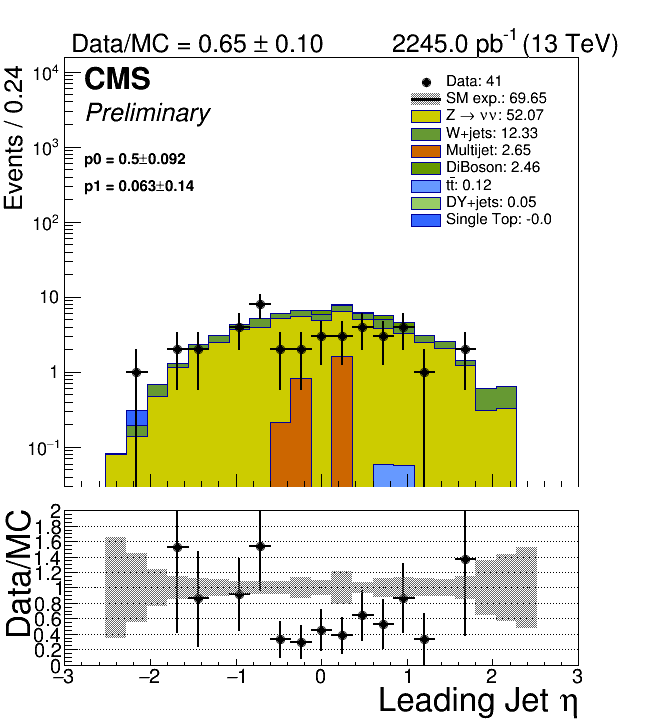 Data/MC = 0.65 ± 0.10 2245.0 pb⁻¹ (13 TeV)
CMS
Preliminary
p0 = 0.5±0.092
p1 = 0.063±0.14
Data: 41
SM exp.: 69.65
Z → νν: 52.07
W+jets: 12.33
Multijet: 2.65
DiBoson: 2.46
tt̄: 0.12
DY+jets: 0.05
Single Top: -0.0
Events / 0.24
10⁴
10³
10²
10
1
10⁻¹
Data/MC
2
1.8
1.6
1.4
1.2
1
0.8
0.6
0.4
0.2
0
−3 −2 −1 0 1 2 3
Leading Jet η